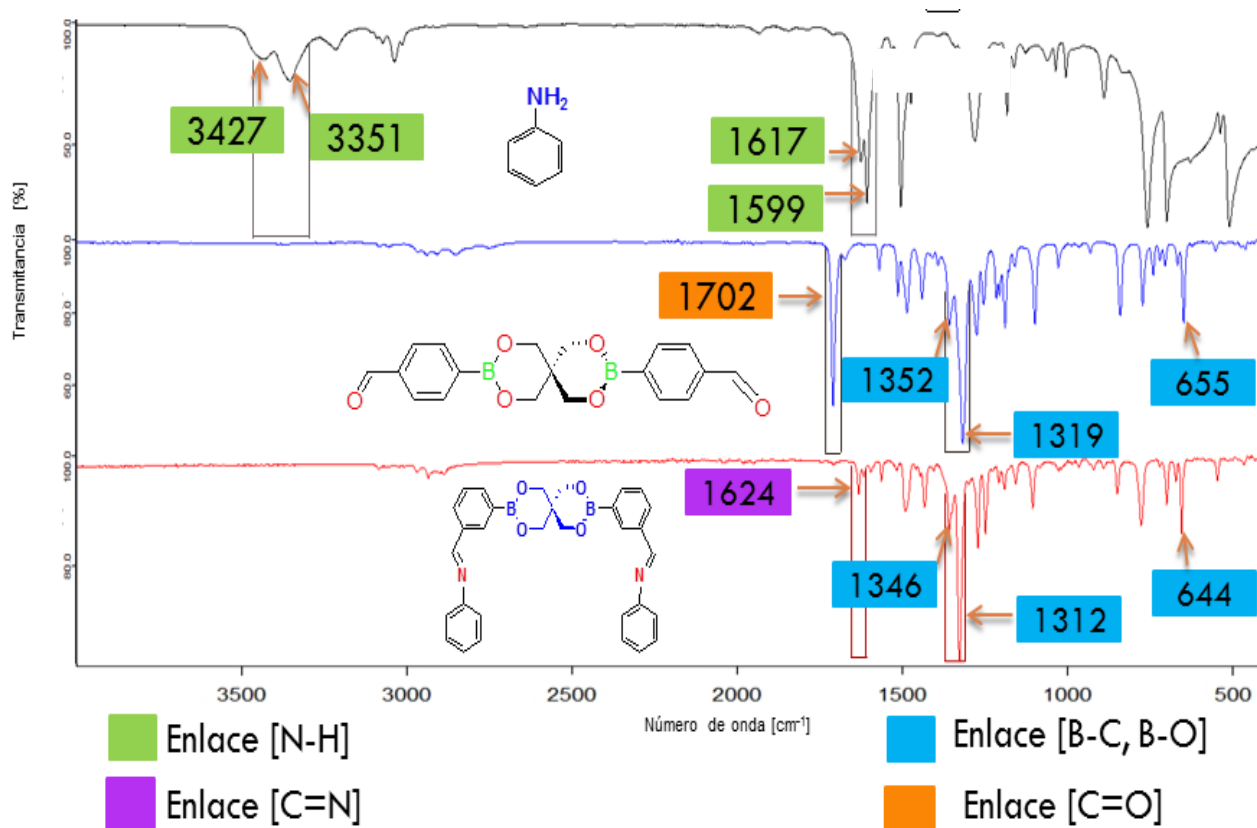 100.0
3427
3351
NH₂
50.0
1617
1599
Transmitancia [%]
100.0
1702
80.0
O
B
O
O
O
B
O
O
1352
655
1319
100.0
1624
B
O
O
O
O
B
N
N
80.0
1346
1312
644
3500
3000
2500
2000
1500
1000
500
Número de onda [cm⁻¹]
Enlace [N-H]
Enlace [B-C, B-O]
Enlace [C=N]
Enlace [C=O]